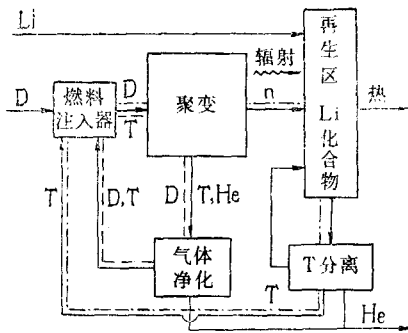 Li
D
燃料
注入器
D
T
聚变
辐射
n
再生区
Li
化合物
热
T
D,T
D
T,He
气体
净化
T分离
T
He